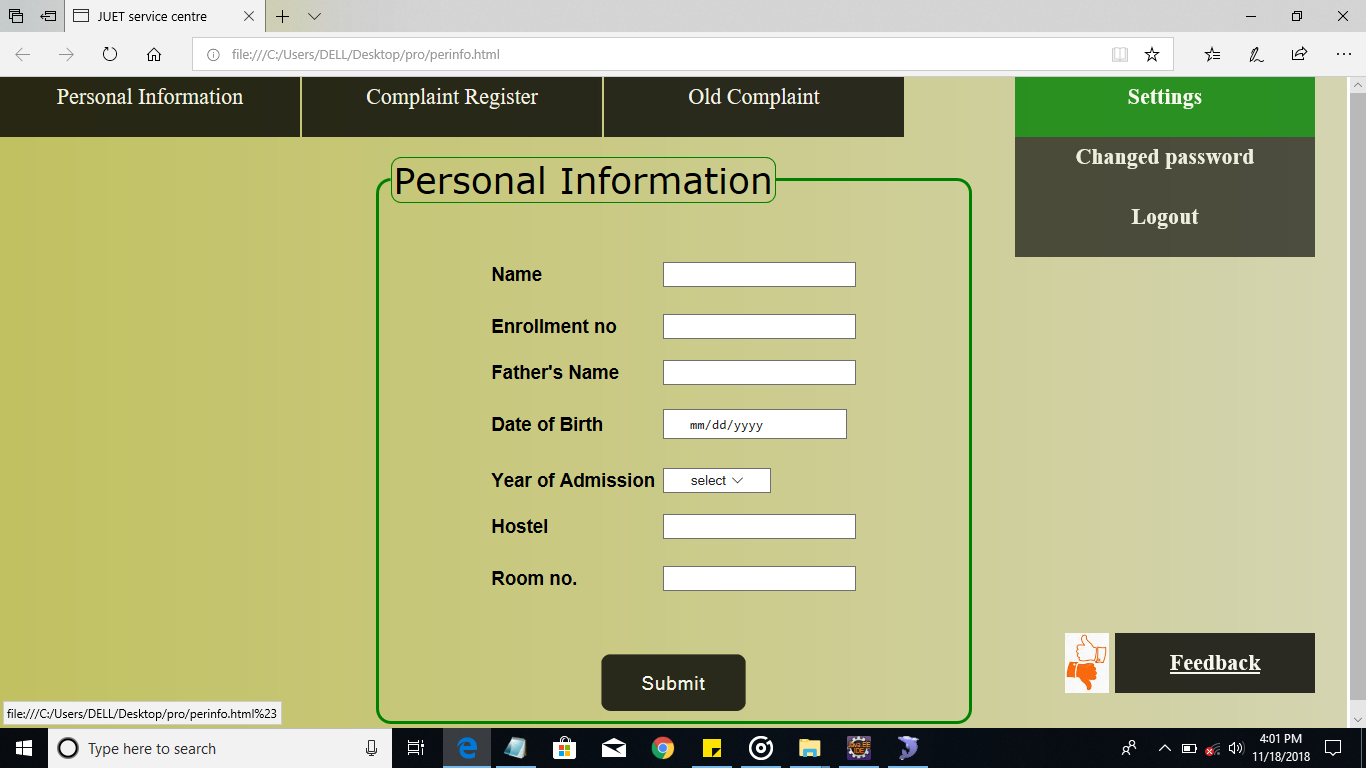 JUET service centre
file:///C:/Users/DELL/Desktop/pro/perinfo.html
Personal Information
Complaint Register
Old Complaint
Settings
Changed password
Logout
Personal Information
Name
Enrollment no
Father's Name
Date of Birth
mm/dd/yyyy
Year of Admission
select
Hostel
Room no.
Submit
Feedback
file:///C:/Users/DELL/Desktop/pro/perinfo.html%23
Type here to search
4:01 PM
11/18/2018